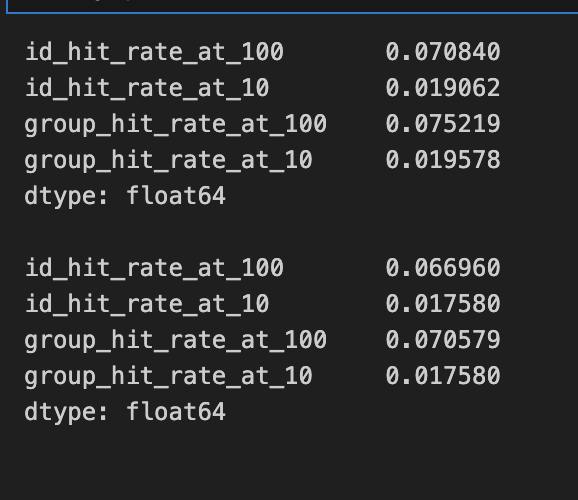 id_hit_rate_at_100 0.070840
id_hit_rate_at_10 0.019062
group_hit_rate_at_100 0.075219
group_hit_rate_at_10 0.019578
dtype: float64
id_hit_rate_at_100 0.066960
id_hit_rate_at_10 0.017580
group_hit_rate_at_100 0.070579
group_hit_rate_at_10 0.017580
dtype: float64